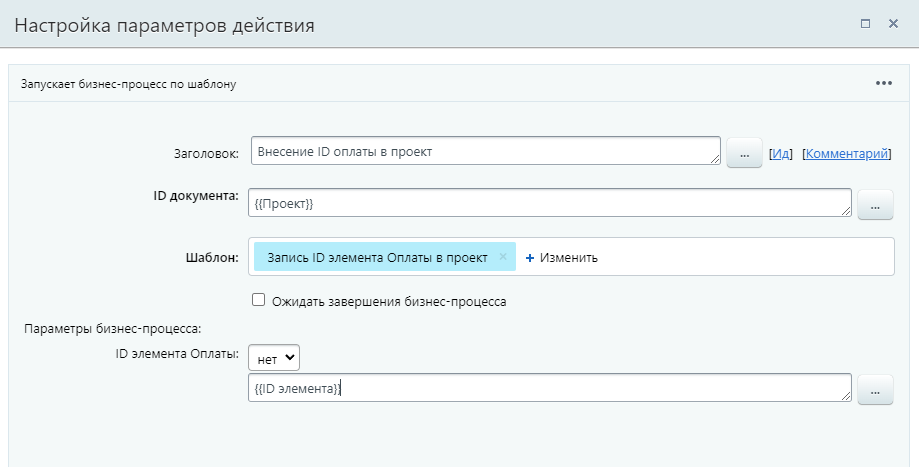 Настройка параметров действия
Запускает бизнес-процесс по шаблону
Заголовок: Внесение ID оплаты в проект ... [Ид] [Комментарий]
ID документа: {{Проект}} ...
Шаблон: Запись ID элемента Оплаты в проект × + Изменить
Ожидать завершения бизнес-процесса
Параметры бизнес-процесса:
ID элемента Оплаты: нет
{{ID элемента}} ...